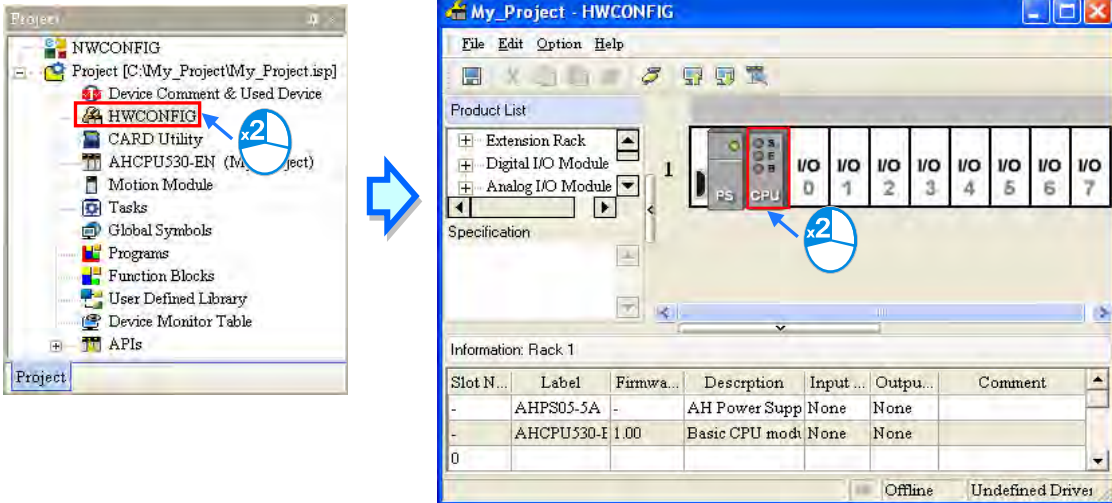 Project
NWCONFIG
Project [C:\My_Project\My_Project.isp]
Device Comment & Used Device
HWCONFIG
x2
CARD Utility
AHCPU530-EN (My
ject)
Motion Module
Tasks
Global Symbols
Programs
Function Blocks
User Defined Library
Device Monitor Table
APIs
Project
My_Project - HWCONFIG
File Edit Option Help
Product List
Extension Rack
Digital I/O Module
Analog I/O Module
Specification
1
PS
CPU
I/O 0
I/O 1
I/O 2
I/O 3
I/O 4
I/O 5
I/O 6
I/O 7
x2
Information: Rack 1
Slot N... Label Firmwa... Descrption Input ... Outpu... Comment
- AHPS05-5A - AH Power Supp None None
- AHCPU530-E 1.00 Basic CPU modu None None
0
Offline Undefined Driver